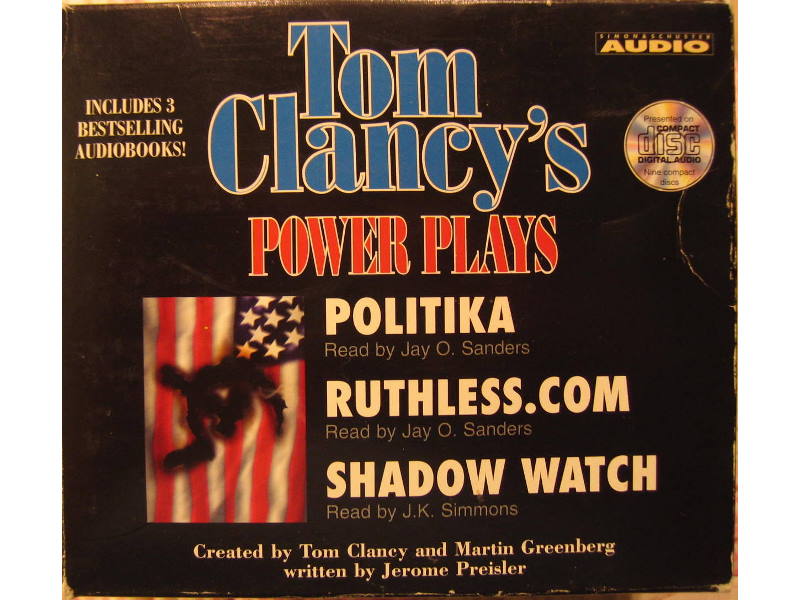 SIMON & SCHUSTER
AUDIO
Tom
Clancy's
INCLUDES 3
BESTSELLING
AUDIOBOOKS!
Presented on
COMPACT
disc
DIGITAL AUDIO
Nine compact
discs
POWER PLAYS
POLITIKA
Read by Jay O. Sanders
RUTHLESS.COM
Read by Jay O. Sanders
SHADOW WATCH
Read by J.K. Simmons
Created by Tom Clancy and Martin Greenberg
written by Jerome Preisler